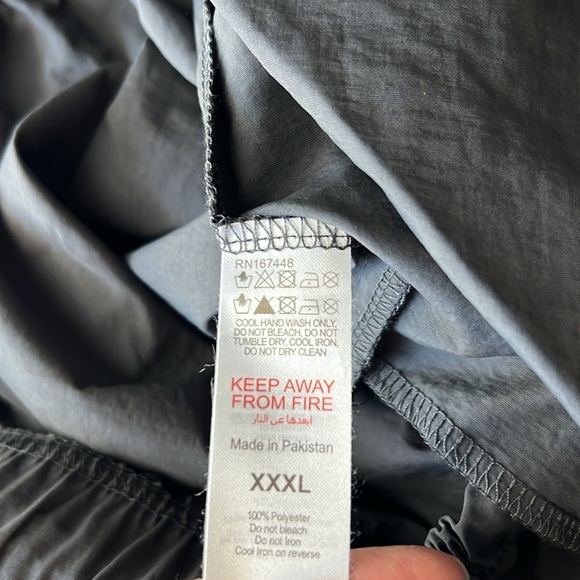 RN167448
COOL HAND WASH ONLY,
DO NOT BLEACH, DO NOT
TUMBLE DRY, COOL IRON,
DO NOT DRY CLEAN
KEEP AWAY
FROM FIRE
ابعدها عن النار
Made in Pakistan
XXXL
100% Polyester
Do not bleach
Do not Iron
Cool Iron on reverse